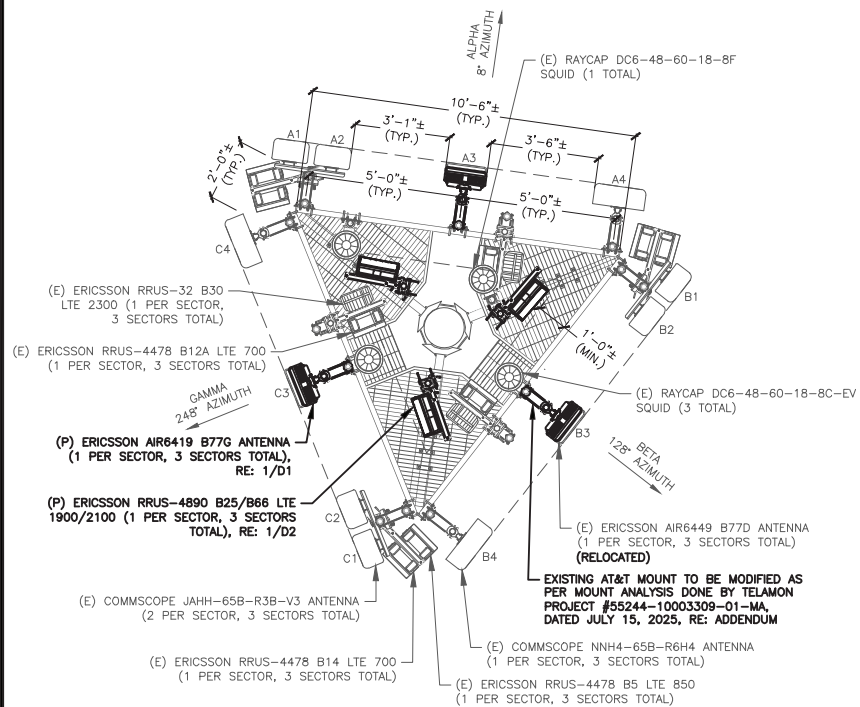 ALPHA
8° AZIMUTH
(E) RAYCAP DC6-48-60-18-8F
SQUID (1 TOTAL)
10'-6"±
(TYP.)
3'-1"±
(TYP.)
3'-6"±
(TYP.)
2'-0"±
(TYP.)
A1
A2
A3
A4
5'-0"±
(TYP.)
5'-0"±
(TYP.)
C4
B1
B2
(E) ERICSSON RRUS-32 B30
LTE 2300 (1 PER SECTOR,
3 SECTORS TOTAL)
(E) ERICSSON RRUS-4478 B12A LTE 700
(1 PER SECTOR, 3 SECTORS TOTAL)
1'-0"±
(MIN.)
GAMMA
248° AZIMUTH
C3
(E) RAYCAP DC6-48-60-18-8C-EV
SQUID (3 TOTAL)
B3
BETA
128° AZIMUTH
(P) ERICSSON AIR6419 B77G ANTENNA
(1 PER SECTOR, 3 SECTORS TOTAL),
RE: 1/D1
(P) ERICSSON RRUS-4890 B25/B66 LTE
1900/2100 (1 PER SECTOR, 3 SECTORS
TOTAL), RE: 1/D2
C2
C1
B4
(E) ERICSSON AIR6449 B77D ANTENNA
(1 PER SECTOR, 3 SECTORS TOTAL)
(RELOCATED)
EXISTING AT&T MOUNT TO BE MODIFIED AS
PER MOUNT ANALYSIS DONE BY TELAMON
PROJECT #55244-10003309-01-MA,
DATED JULY 15, 2025, RE: ADDENDUM
(E) COMMSCOPE JAHH-65B-R3B-V3 ANTENNA
(2 PER SECTOR, 3 SECTORS TOTAL)
(E) COMMSCOPE NNH4-65B-R6H4 ANTENNA
(1 PER SECTOR, 3 SECTORS TOTAL)
(E) ERICSSON RRUS-4478 B14 LTE 700
(1 PER SECTOR, 3 SECTORS TOTAL)
(E) ERICSSON RRUS-4478 B5 LTE 850
(1 PER SECTOR, 3 SECTORS TOTAL)